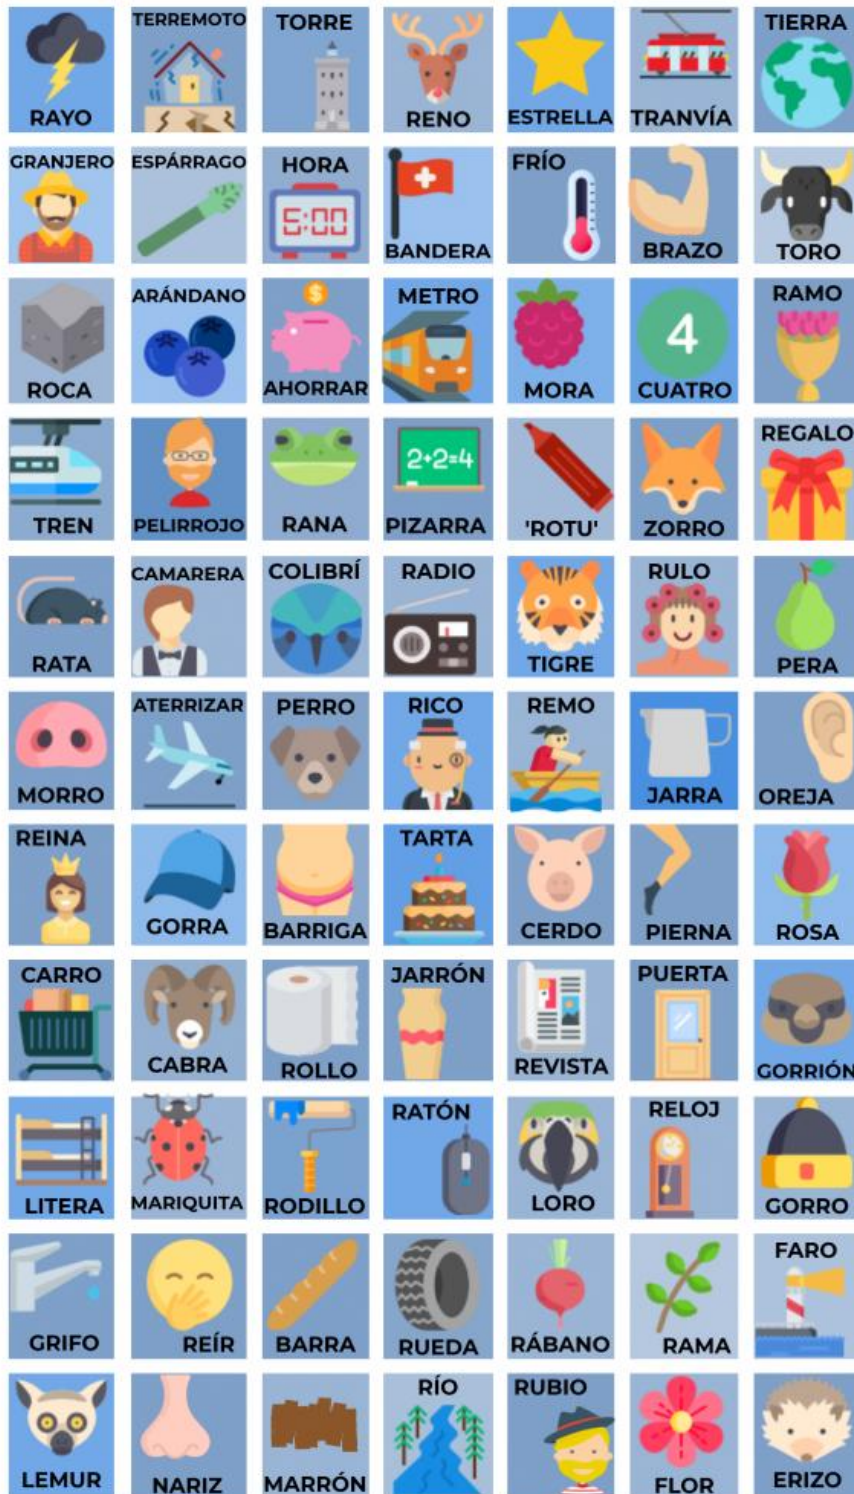 RAYO
TERREMOTO
TORRE
RENO
ESTRELLA
TRANVÍA
TIERRA
GRANJERO
ESPÁRRAGO
HORA
5:00
BANDERA
FRÍO
BRAZO
TORO
ROCA
ARÁNDANO
$
AHORRAR
METRO
MORA
4
CUATRO
RAMO
TREN
PELIRROJO
RANA
2+2=4
PIZARRA
'ROTU'
ZORRO
REGALO
RATA
CAMARERA
COLIBRÍ
RADIO
TIGRE
RULO
PERA
MORRO
ATERRIZAR
PERRO
RICO
REMO
JARRA
OREJA
REINA
GORRA
BARRIGA
TARTA
CERDO
PIERNA
ROSA
CARRO
CABRA
ROLLO
JARRÓN
REVISTA
PUERTA
GORRIÓN
LITERA
MARIQUITA
RODILLO
RATÓN
LORO
RELOJ
GORRO
GRIFO
REÍR
BARRA
RUEDA
RÁBANO
RAMA
FARO
LEMUR
NARIZ
MARRÓN
RÍO
RUBIO
FLOR
ERIZO